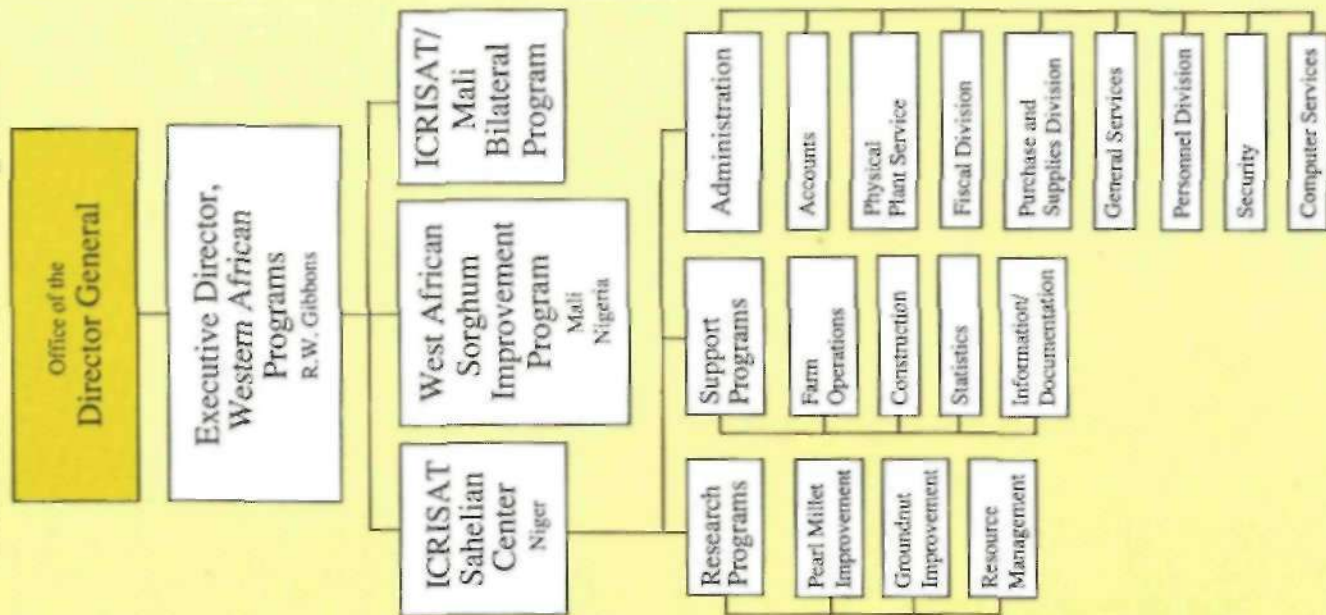 Office of the
Director General
Executive Director,
Western African
Programs
R.W. Gibbons
ICRISAT
Sahelian
Center
Niger
West African
Sorghum
Improvement
Program
Mali
Nigeria
ICRISAT/
Mali
Bilateral
Program
Research
Programs
Pearl Millet
Improvement
Groundnut
Improvement
Resource
Management
Support
Programs
Farm
Operations
Construction
Statistics
Information/
Documentation
Administration
Accounts
Physical
Plant Service
Fiscal Division
Purchase and
Supplies Division
General Services
Personnel Division
Security
Computer Services